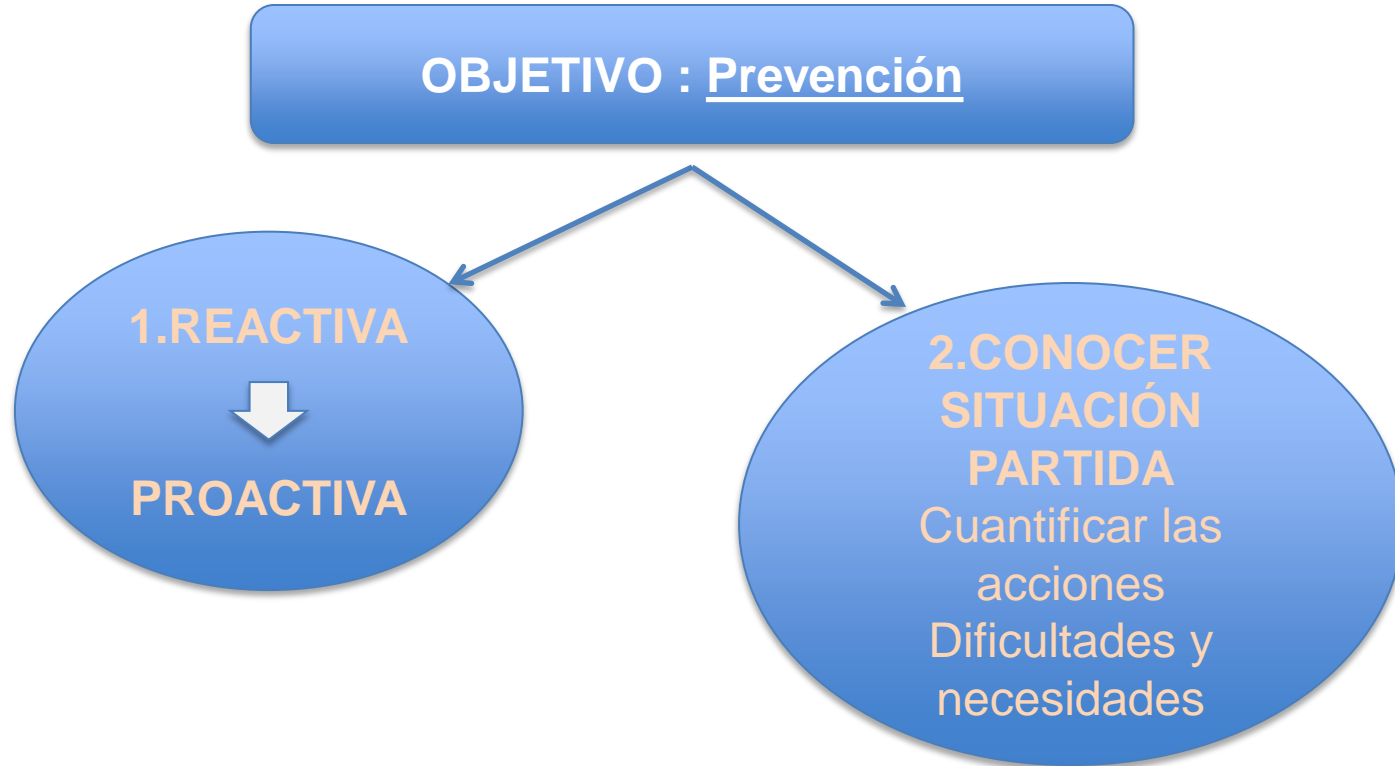 OBJETIVO : Prevención
1.REACTIVA
PROACTIVA
2.CONOCER
SITUACIÓN
PARTIDA
Cuantificar las
acciones
Dificultades y
necesidades